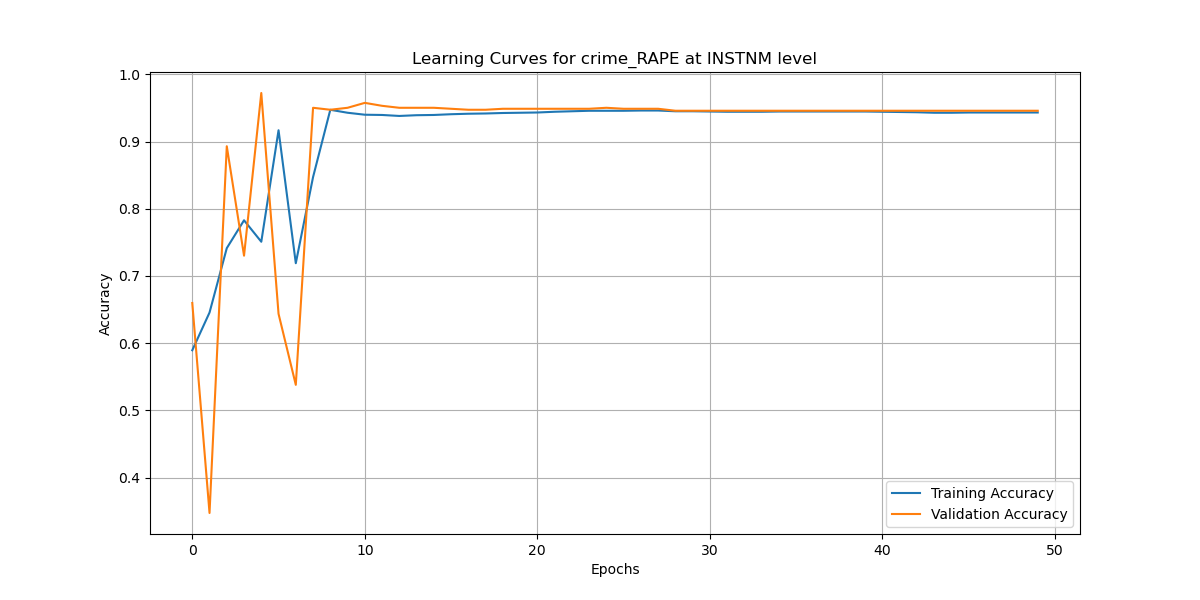 Learning Curves for crime_RAPE at INSTNM level
1.0
0.9
0.8
0.7
0.6
0.5
0.4
Accuracy
0 10 20 30 40 50
Epochs
Training Accuracy
Validation Accuracy